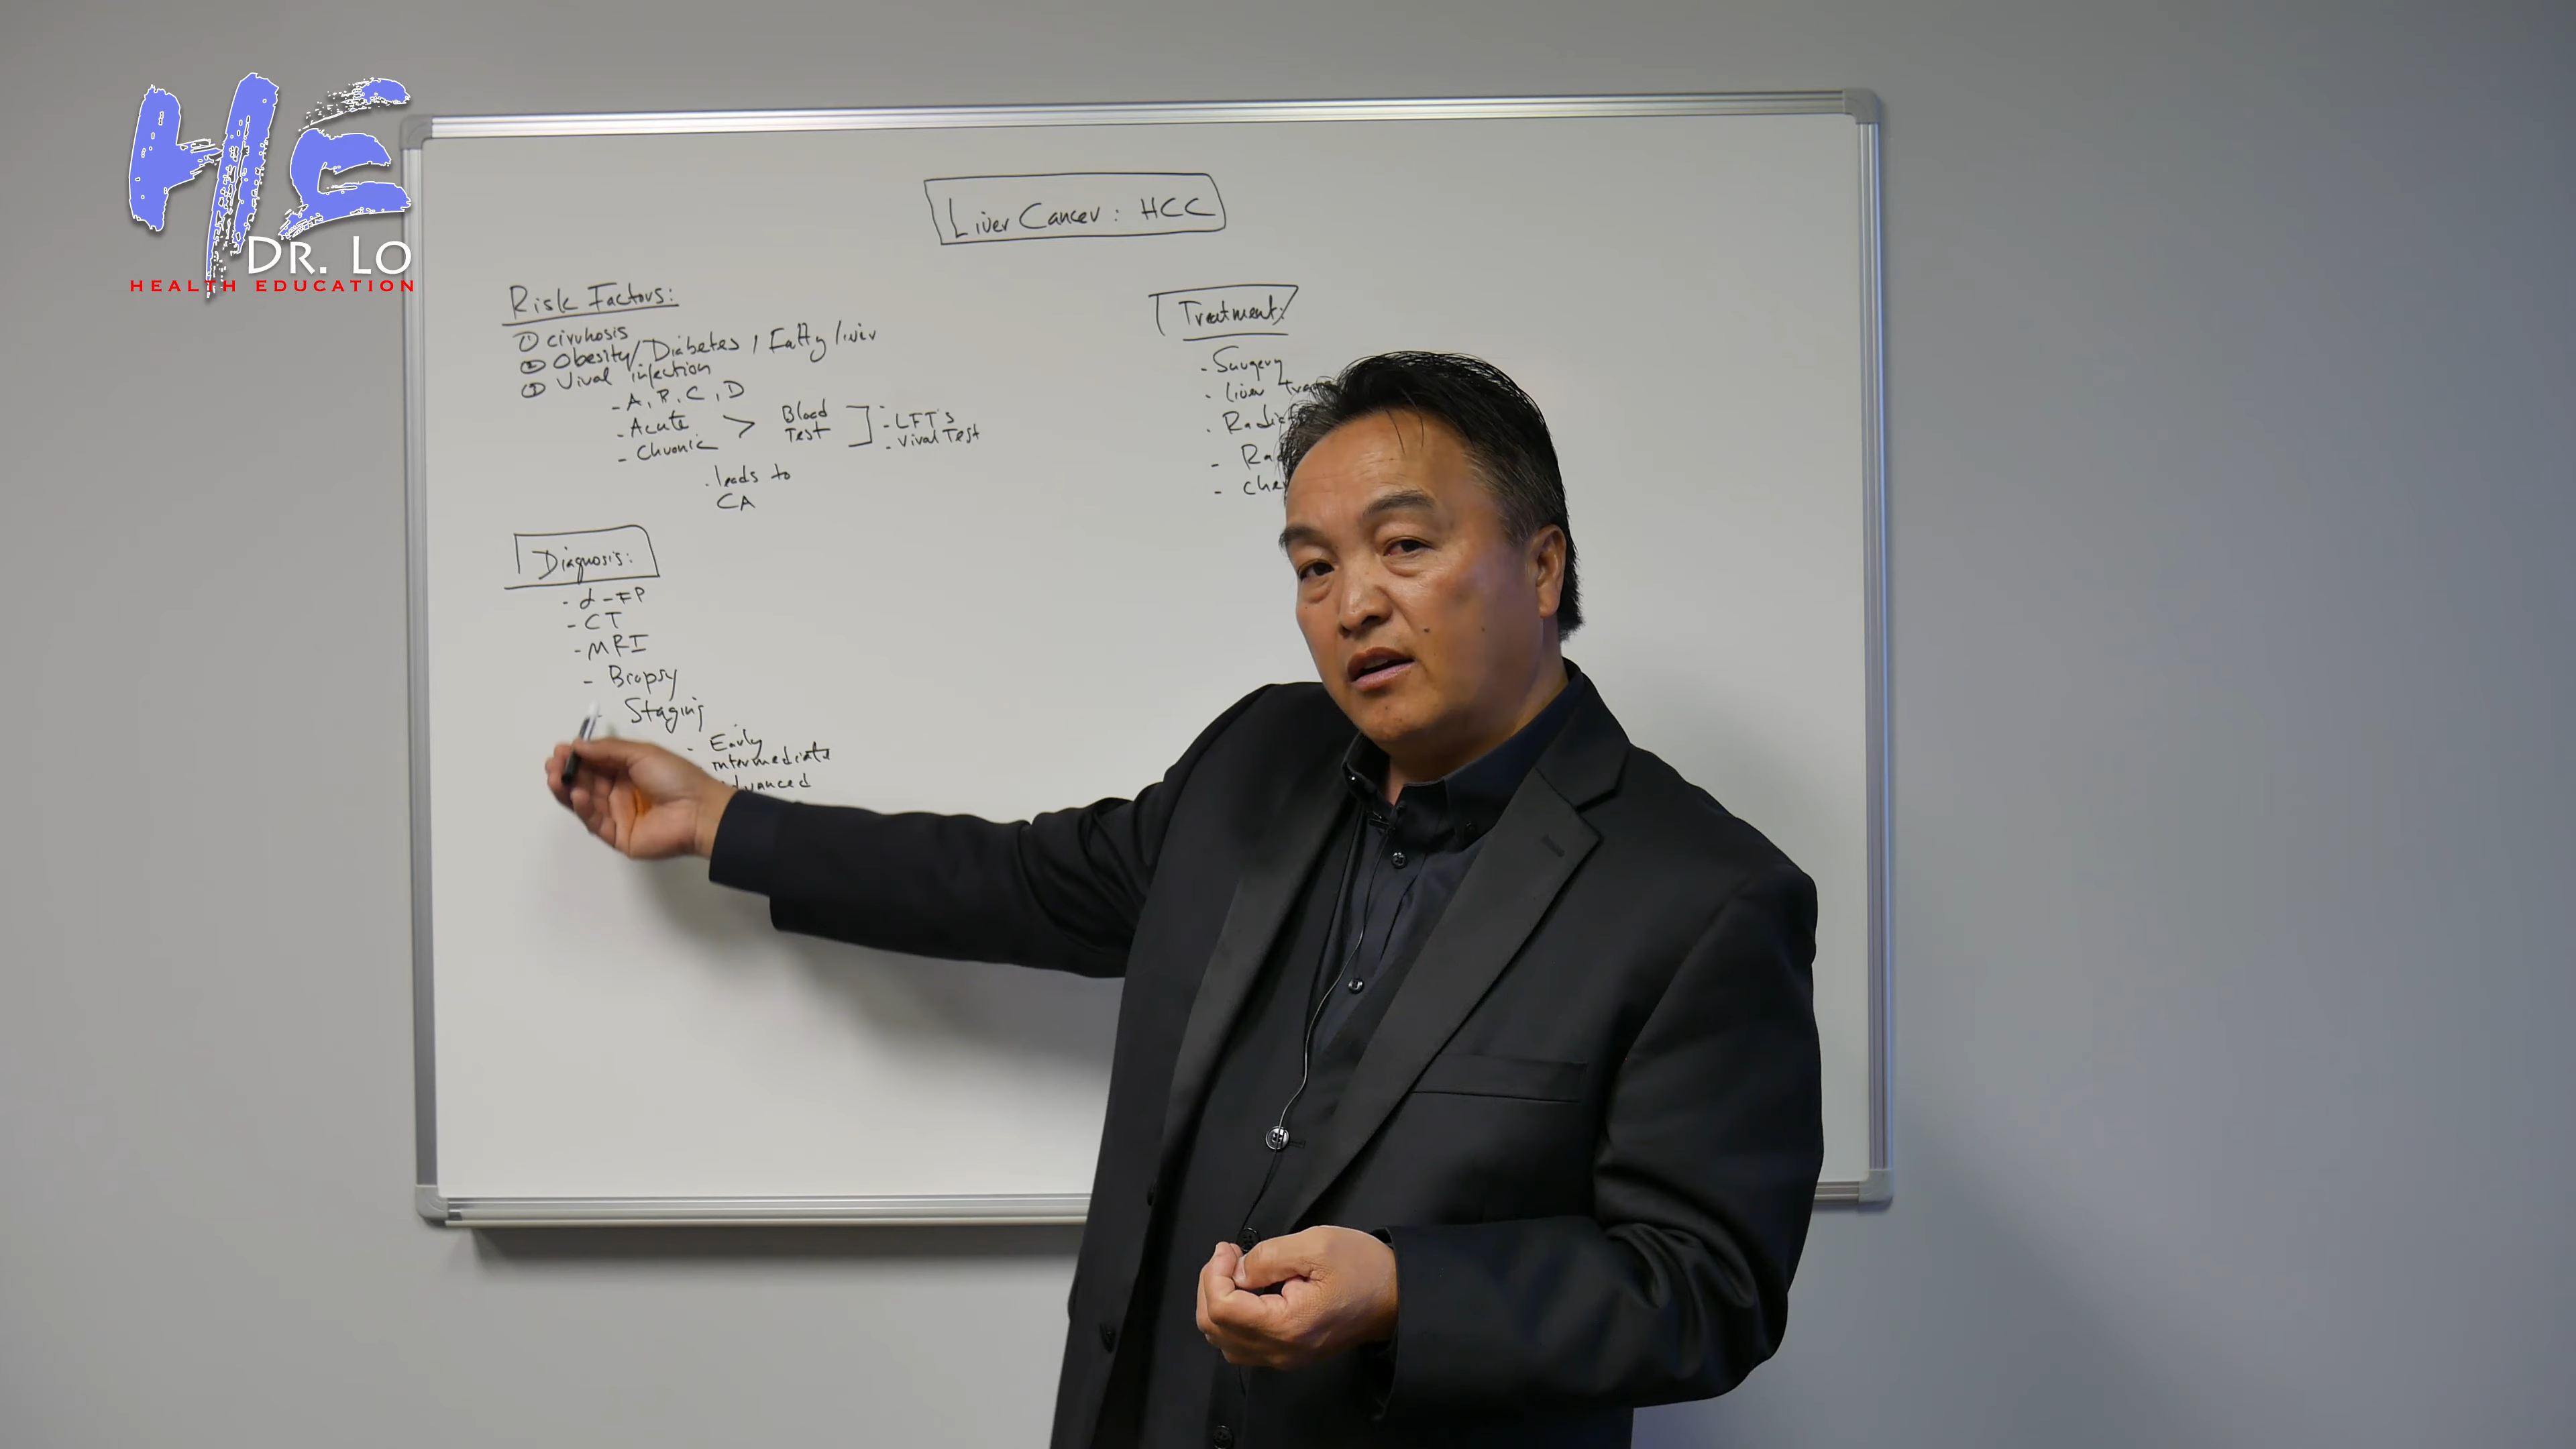 HE
DR. LO
HEALTH EDUCATION
Liver Cancer: HCC
Risk Factors:
① cirrhosis
② Obesity/Diabetes, Fatty liver
③ Viral infection
- A, B, C, D
- Acute
- Chronic
> Blood Test
- LFT's
- Viral Test
. leads to
CA
Diagnosis:
- α-FP
- CT
- MRI
- Biopsy
- Staging
- Early
intermediate
Advanced
Treatment:
- Surgery
. liver
.
-
-